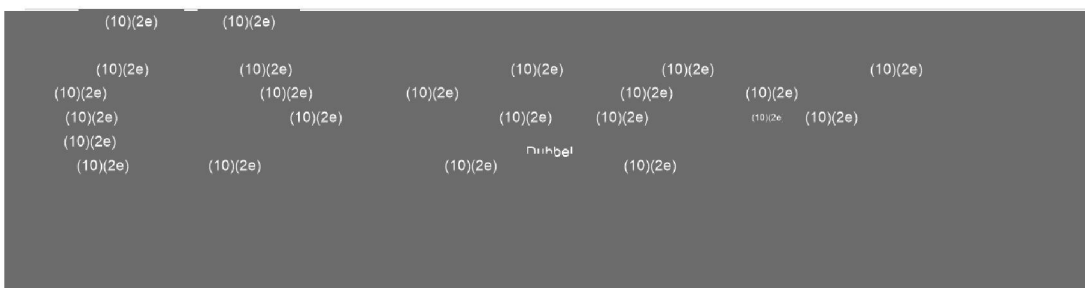 (10)(2e) (10)(2e)
(10)(2e) (10)(2e) (10)(2e) (10)(2e) (10)(2e)
(10)(2e) (10)(2e) (10)(2e) (10)(2e) (10)(2e)
(10)(2e) (10)(2e) (10)(2e) (10)(2e) (10)(2e (10)(2e)
(10)(2e)
Dubbel
(10)(2e) (10)(2e) (10)(2e) (10)(2e)